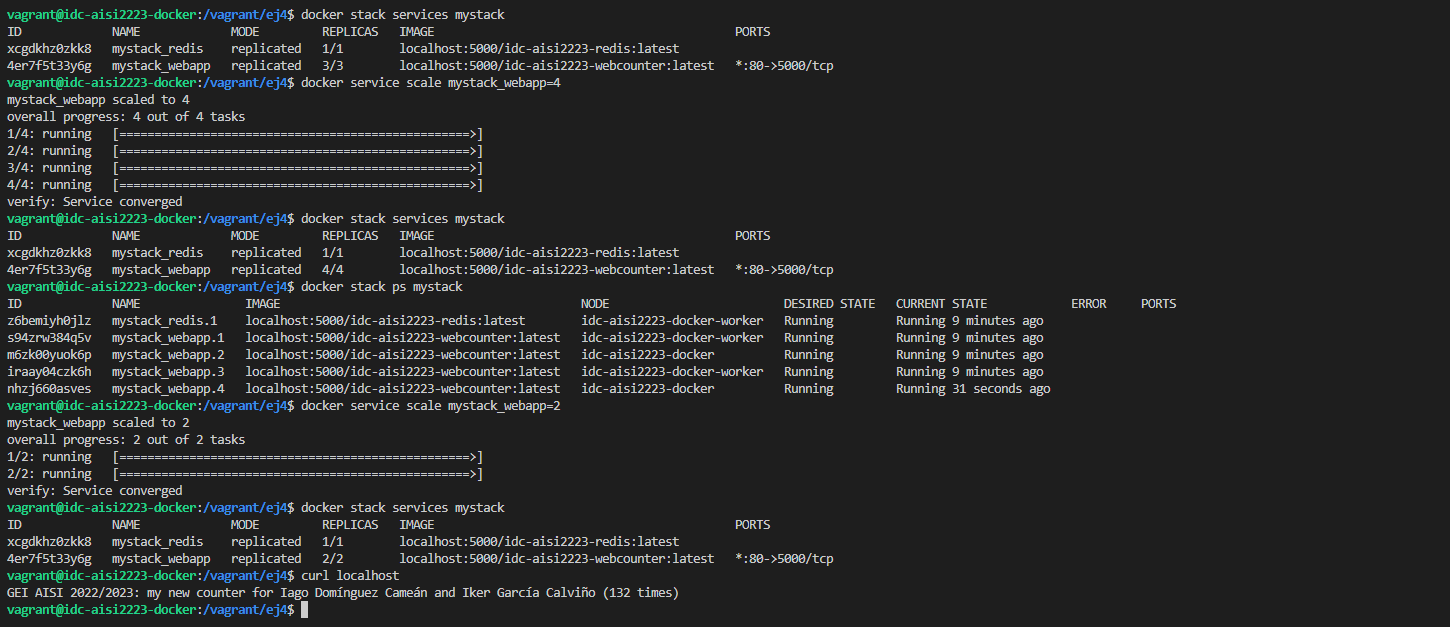 vagrant@idc-aisi2223-docker:/vagrant/ej4$ docker stack services mystack
ID NAME MODE REPLICAS IMAGE PORTS
xcgdkhz0zkk8 mystack_redis replicated 1/1 localhost:5000/idc-aisi2223-redis:latest
4er7f5t33y6g mystack_webapp replicated 3/3 localhost:5000/idc-aisi2223-webcounter:latest *:80->5000/tcp
vagrant@idc-aisi2223-docker:/vagrant/ej4$ docker service scale mystack_webapp=4
mystack_webapp scaled to 4
overall progress: 4 out of 4 tasks
1/4: running [==================================================>]
2/4: running [==================================================>]
3/4: running [==================================================>]
4/4: running [==================================================>]
verify: Service converged
vagrant@idc-aisi2223-docker:/vagrant/ej4$ docker stack services mystack
ID NAME MODE REPLICAS IMAGE PORTS
xcgdkhz0zkk8 mystack_redis replicated 1/1 localhost:5000/idc-aisi2223-redis:latest
4er7f5t33y6g mystack_webapp replicated 4/4 localhost:5000/idc-aisi2223-webcounter:latest *:80->5000/tcp
vagrant@idc-aisi2223-docker:/vagrant/ej4$ docker stack ps mystack
ID NAME IMAGE NODE DESIRED STATE CURRENT STATE ERROR PORTS
z6bemiyh0jlz mystack_redis.1 localhost:5000/idc-aisi2223-redis:latest idc-aisi2223-docker-worker Running Running 9 minutes ago
s94zrw384q5v mystack_webapp.1 localhost:5000/idc-aisi2223-webcounter:latest idc-aisi2223-docker-worker Running Running 9 minutes ago
m6zk00yuok6p mystack_webapp.2 localhost:5000/idc-aisi2223-webcounter:latest idc-aisi2223-docker Running Running 9 minutes ago
iraay04czk6h mystack_webapp.3 localhost:5000/idc-aisi2223-webcounter:latest idc-aisi2223-docker-worker Running Running 9 minutes ago
nhzj660asves mystack_webapp.4 localhost:5000/idc-aisi2223-webcounter:latest idc-aisi2223-docker Running Running 31 seconds ago
vagrant@idc-aisi2223-docker:/vagrant/ej4$ docker service scale mystack_webapp=2
mystack_webapp scaled to 2
overall progress: 2 out of 2 tasks
1/2: running [==================================================>]
2/2: running [==================================================>]
verify: Service converged
vagrant@idc-aisi2223-docker:/vagrant/ej4$ docker stack services mystack
ID NAME MODE REPLICAS IMAGE PORTS
xcgdkhz0zkk8 mystack_redis replicated 1/1 localhost:5000/idc-aisi2223-redis:latest
4er7f5t33y6g mystack_webapp replicated 2/2 localhost:5000/idc-aisi2223-webcounter:latest *:80->5000/tcp
vagrant@idc-aisi2223-docker:/vagrant/ej4$ curl localhost
GEI AISI 2022/2023: my new counter for Iago Domínguez Cameán and Iker García Calviño (132 times)
vagrant@idc-aisi2223-docker:/vagrant/ej4$